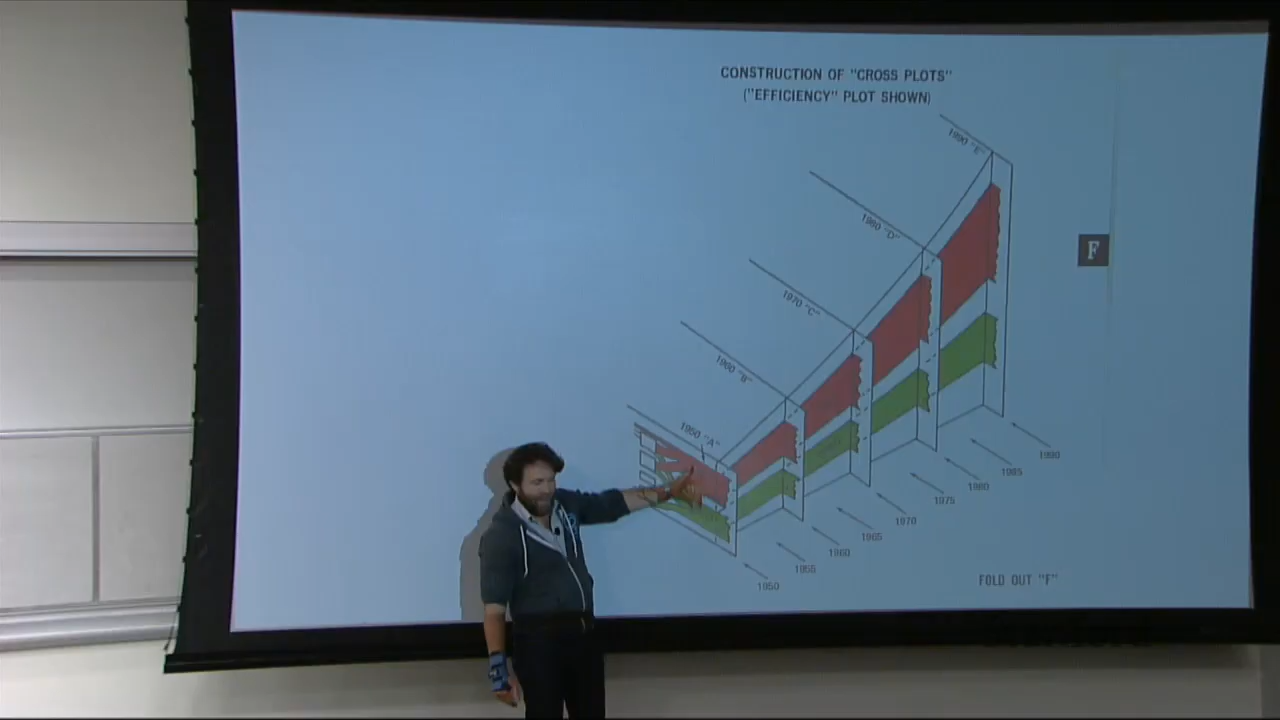 CONSTRUCTION OF "CROSS PLOTS"
("EFFICIENCY" PLOT SHOWN)
1990 "E"
1980 "D"
F
1970 "C"
1960 "B"
1950 "A"
1990
1985
1980
1975
1970
1965
1960
1955
1950
FOLD OUT "F"